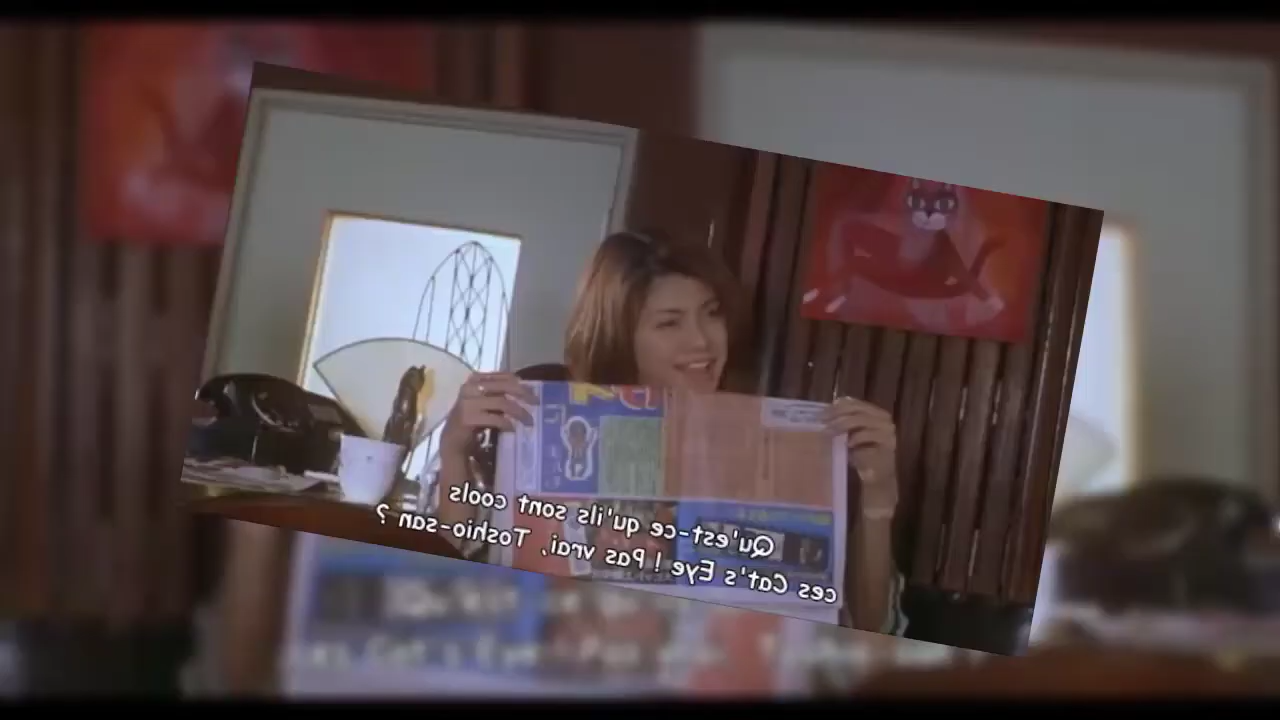 Qu'est-ce qu'ils sont cools
ces Cat's Eye ! Pas vrai, Toshio-san ?